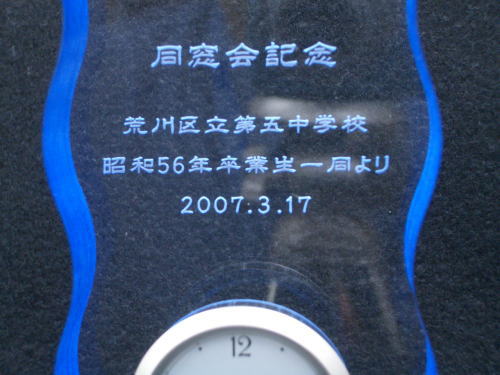 同窓会記念
荒川区立第五中学校
昭和56年卒業生一同より
2007.3.17
12